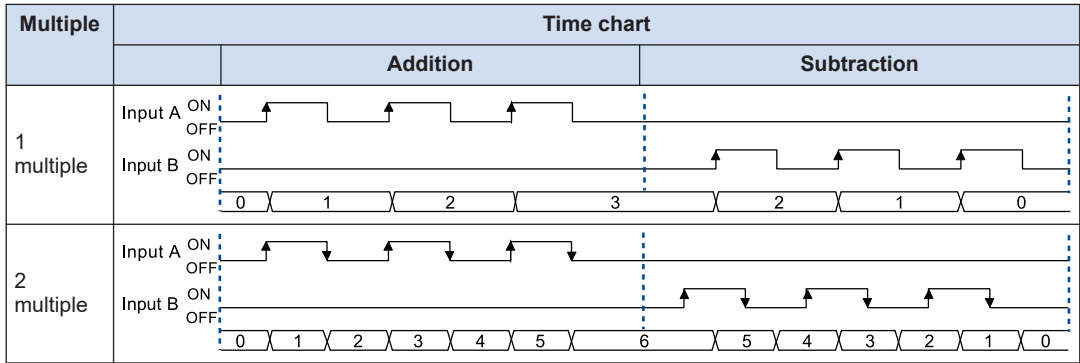 Multiple Time chart
Addition Subtraction
1 multiple
Input A ON
OFF
Input B ON
OFF
0 1 2 3 2 1 0
2 multiple
Input A ON
OFF
Input B ON
OFF
0 1 2 3 4 5 6 5 4 3 2 1 0